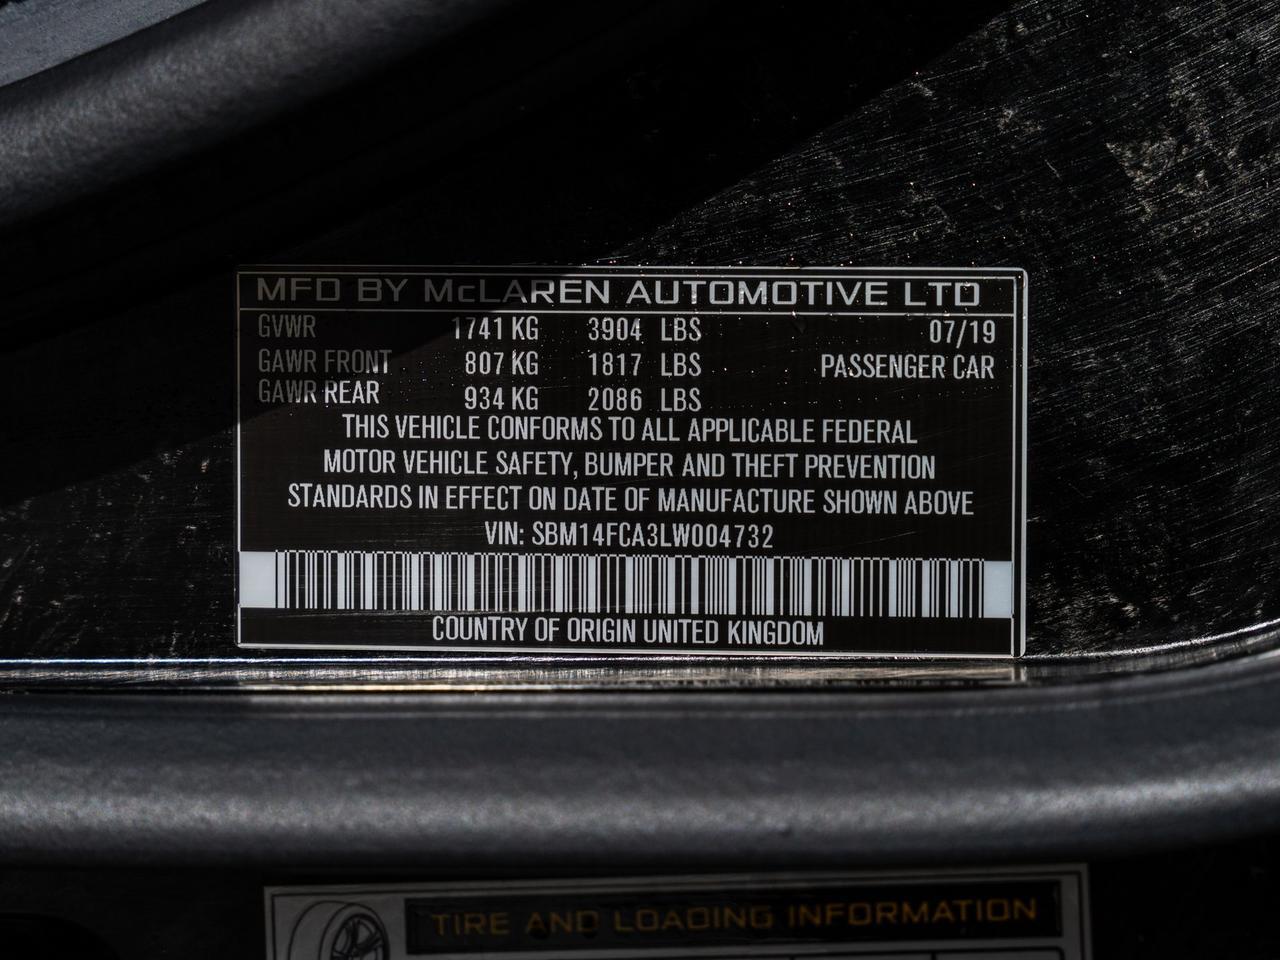 MFD BY McLAREN AUTOMOTIVE LTD
GVWR 1741 KG 3904 LBS 07/19
GAWR FRONT 807 KG 1817 LBS PASSENGER CAR
GAWR REAR 934 KG 2086 LBS
THIS VEHICLE CONFORMS TO ALL APPLICABLE FEDERAL
MOTOR VEHICLE SAFETY, BUMPER AND THEFT PREVENTION
STANDARDS IN EFFECT ON DATE OF MANUFACTURE SHOWN ABOVE
VIN: SBM14FCA3LW004732
COUNTRY OF ORIGIN UNITED KINGDOM
TIRE AND LOADING INFORMATION